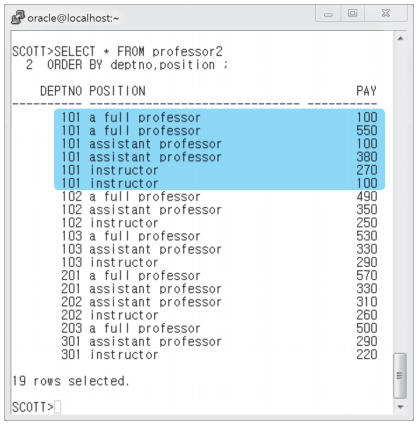 oracle@localhost:~
SCOTT>SELECT * FROM professor2
2 ORDER BY deptno,position ;
DEPTNO POSITION PAY
---------- ------------------------------ ----------
101 a full professor 100
101 a full professor 550
101 assistant professor 100
101 assistant professor 380
101 instructor 270
101 instructor 100
102 a full professor 490
102 assistant professor 350
102 instructor 250
103 a full professor 530
103 assistant professor 330
103 instructor 290
201 a full professor 570
201 assistant professor 330
202 assistant professor 310
202 instructor 260
203 a full professor 500
301 assistant professor 290
301 instructor 220
19 rows selected.
SCOTT>